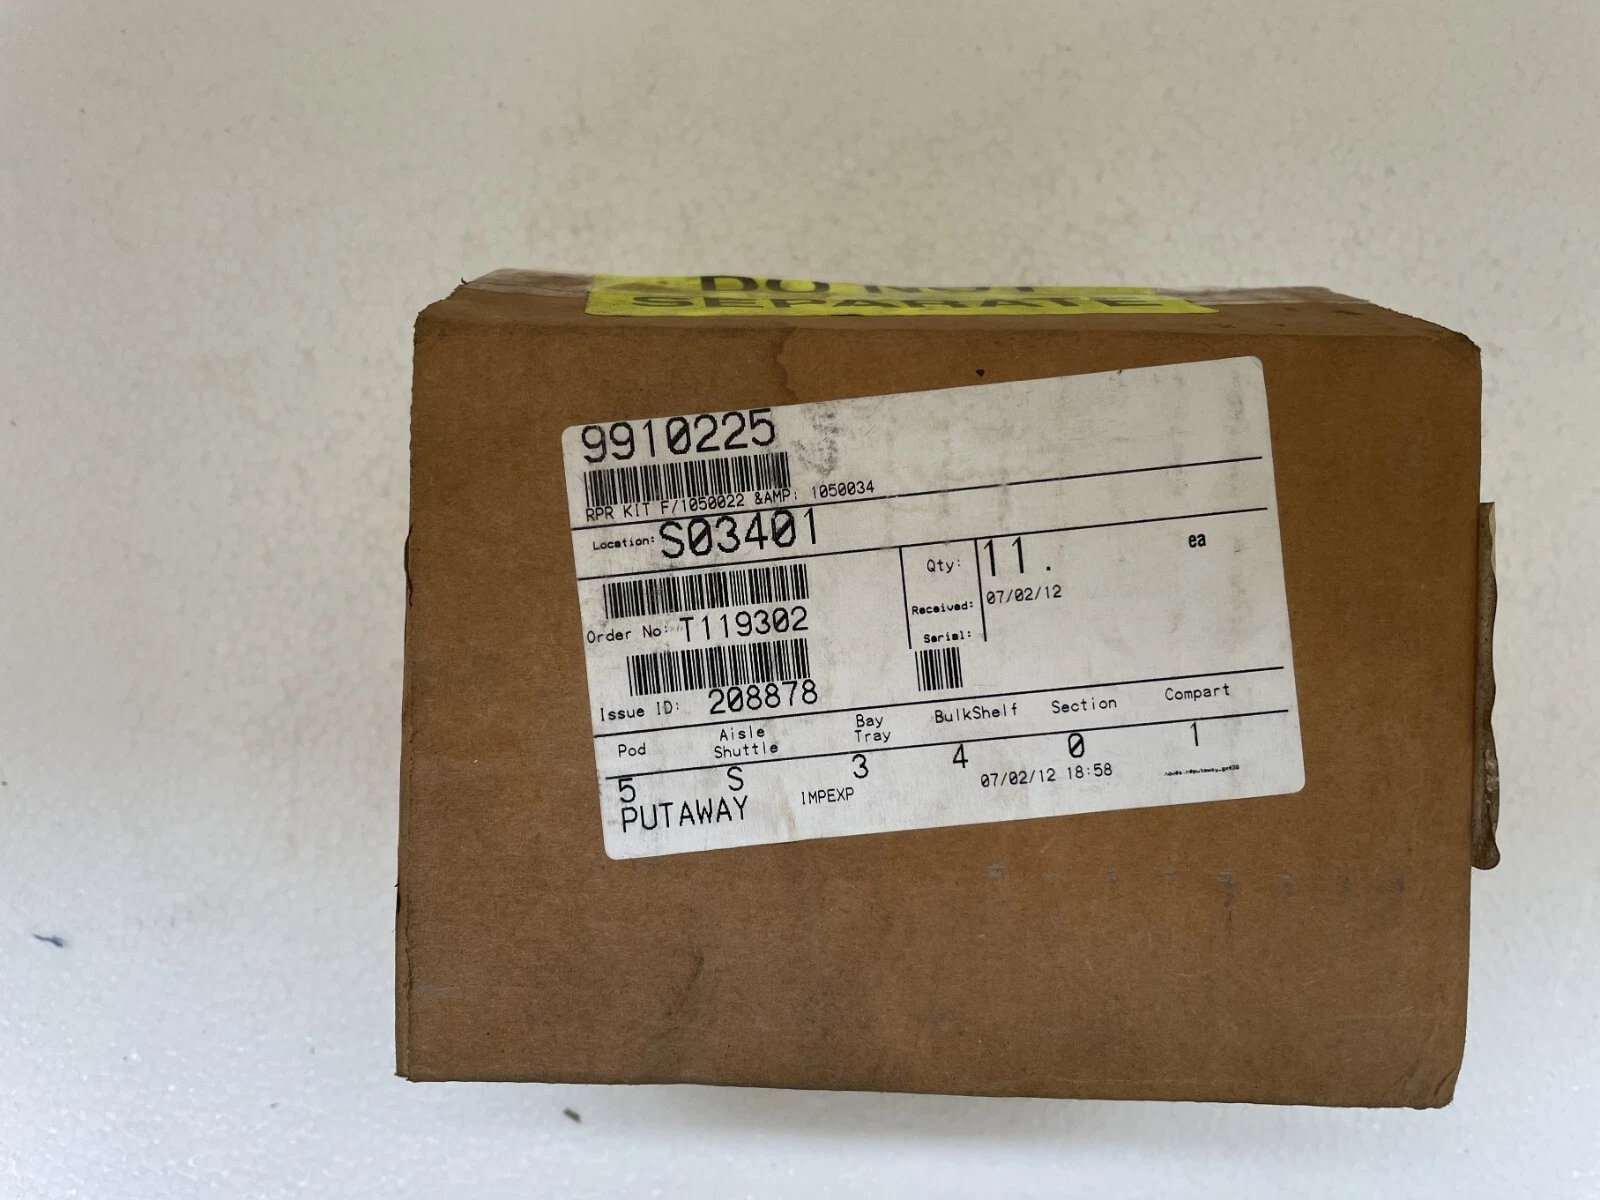 DO NOT
SEPARATE
9910225
RPR KIT F/1050022 &AMP; 1050034
Location: S03401
Qty: 11. ea
Received: 07/02/12
Order No: T119302
Serial:
Issue ID: 208878
Pod Aisle Shuttle Bay Tray BulkShelf Section Compart
5 S 3 4 0 1
PUTAWAY IMPEXP 07/02/12 18:58